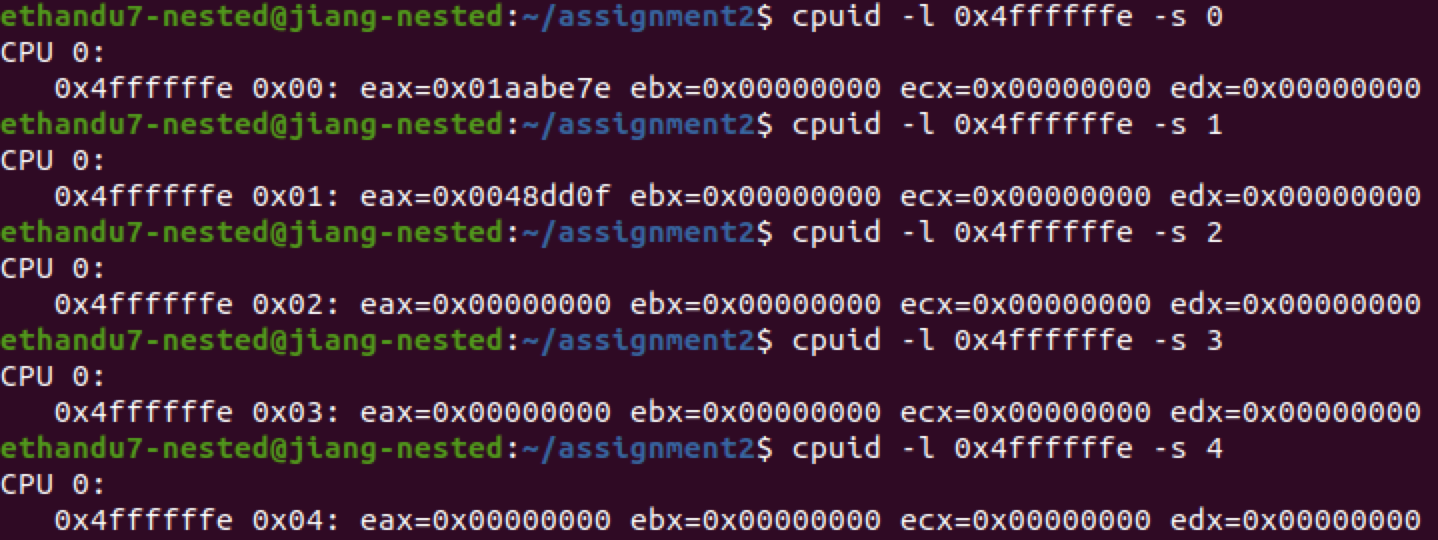 ethandu7-nested@jiang-nested:~/assignment2$ cpuid -l 0x4ffffffe -s 0
CPU 0:
   0x4ffffffe 0x00: eax=0x01aabe7e ebx=0x00000000 ecx=0x00000000 edx=0x00000000
ethandu7-nested@jiang-nested:~/assignment2$ cpuid -l 0x4ffffffe -s 1
CPU 0:
   0x4ffffffe 0x01: eax=0x0048dd0f ebx=0x00000000 ecx=0x00000000 edx=0x00000000
ethandu7-nested@jiang-nested:~/assignment2$ cpuid -l 0x4ffffffe -s 2
CPU 0:
   0x4ffffffe 0x02: eax=0x00000000 ebx=0x00000000 ecx=0x00000000 edx=0x00000000
ethandu7-nested@jiang-nested:~/assignment2$ cpuid -l 0x4ffffffe -s 3
CPU 0:
   0x4ffffffe 0x03: eax=0x00000000 ebx=0x00000000 ecx=0x00000000 edx=0x00000000
ethandu7-nested@jiang-nested:~/assignment2$ cpuid -l 0x4ffffffe -s 4
CPU 0:
   0x4ffffffe 0x04: eax=0x00000000 ebx=0x00000000 ecx=0x00000000 edx=0x00000000